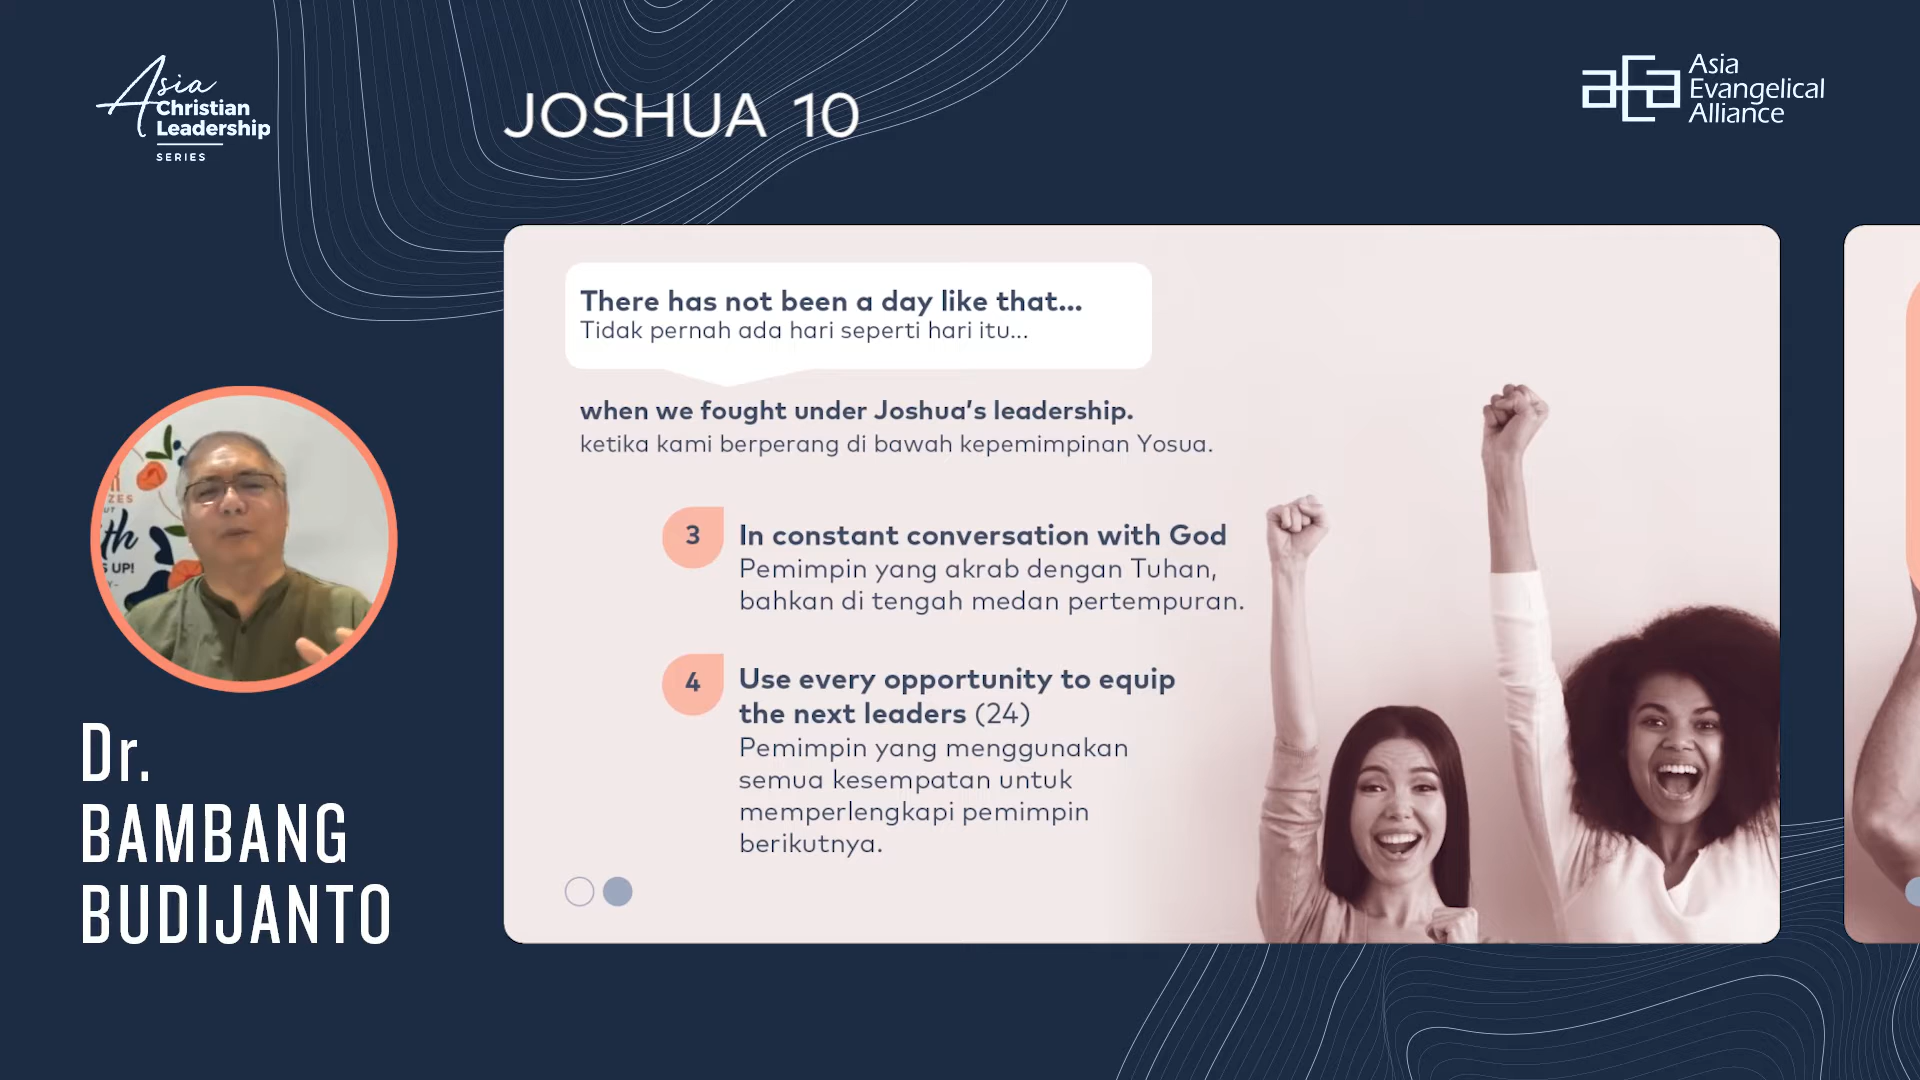 Asia
Christian
Leadership
SERIES
JOSHUA 10
aEa
Asia
Evangelical
Alliance
There has not been a day like that...
Tidak pernah ada hari seperti hari itu...
when we fought under Joshua's leadership.
ketika kami berperang di bawah kepemimpinan Yosua.
3
In constant conversation with God
Pemimpin yang akrab dengan Tuhan,
bahkan di tengah medan pertempuran.
4
Use every opportunity to equip
the next leaders (24)
Pemimpin yang menggunakan
semua kesempatan untuk
memperlengkapi pemimpin
berikutnya.
UP!
Dr.
BAMBANG
BUDIJANTO